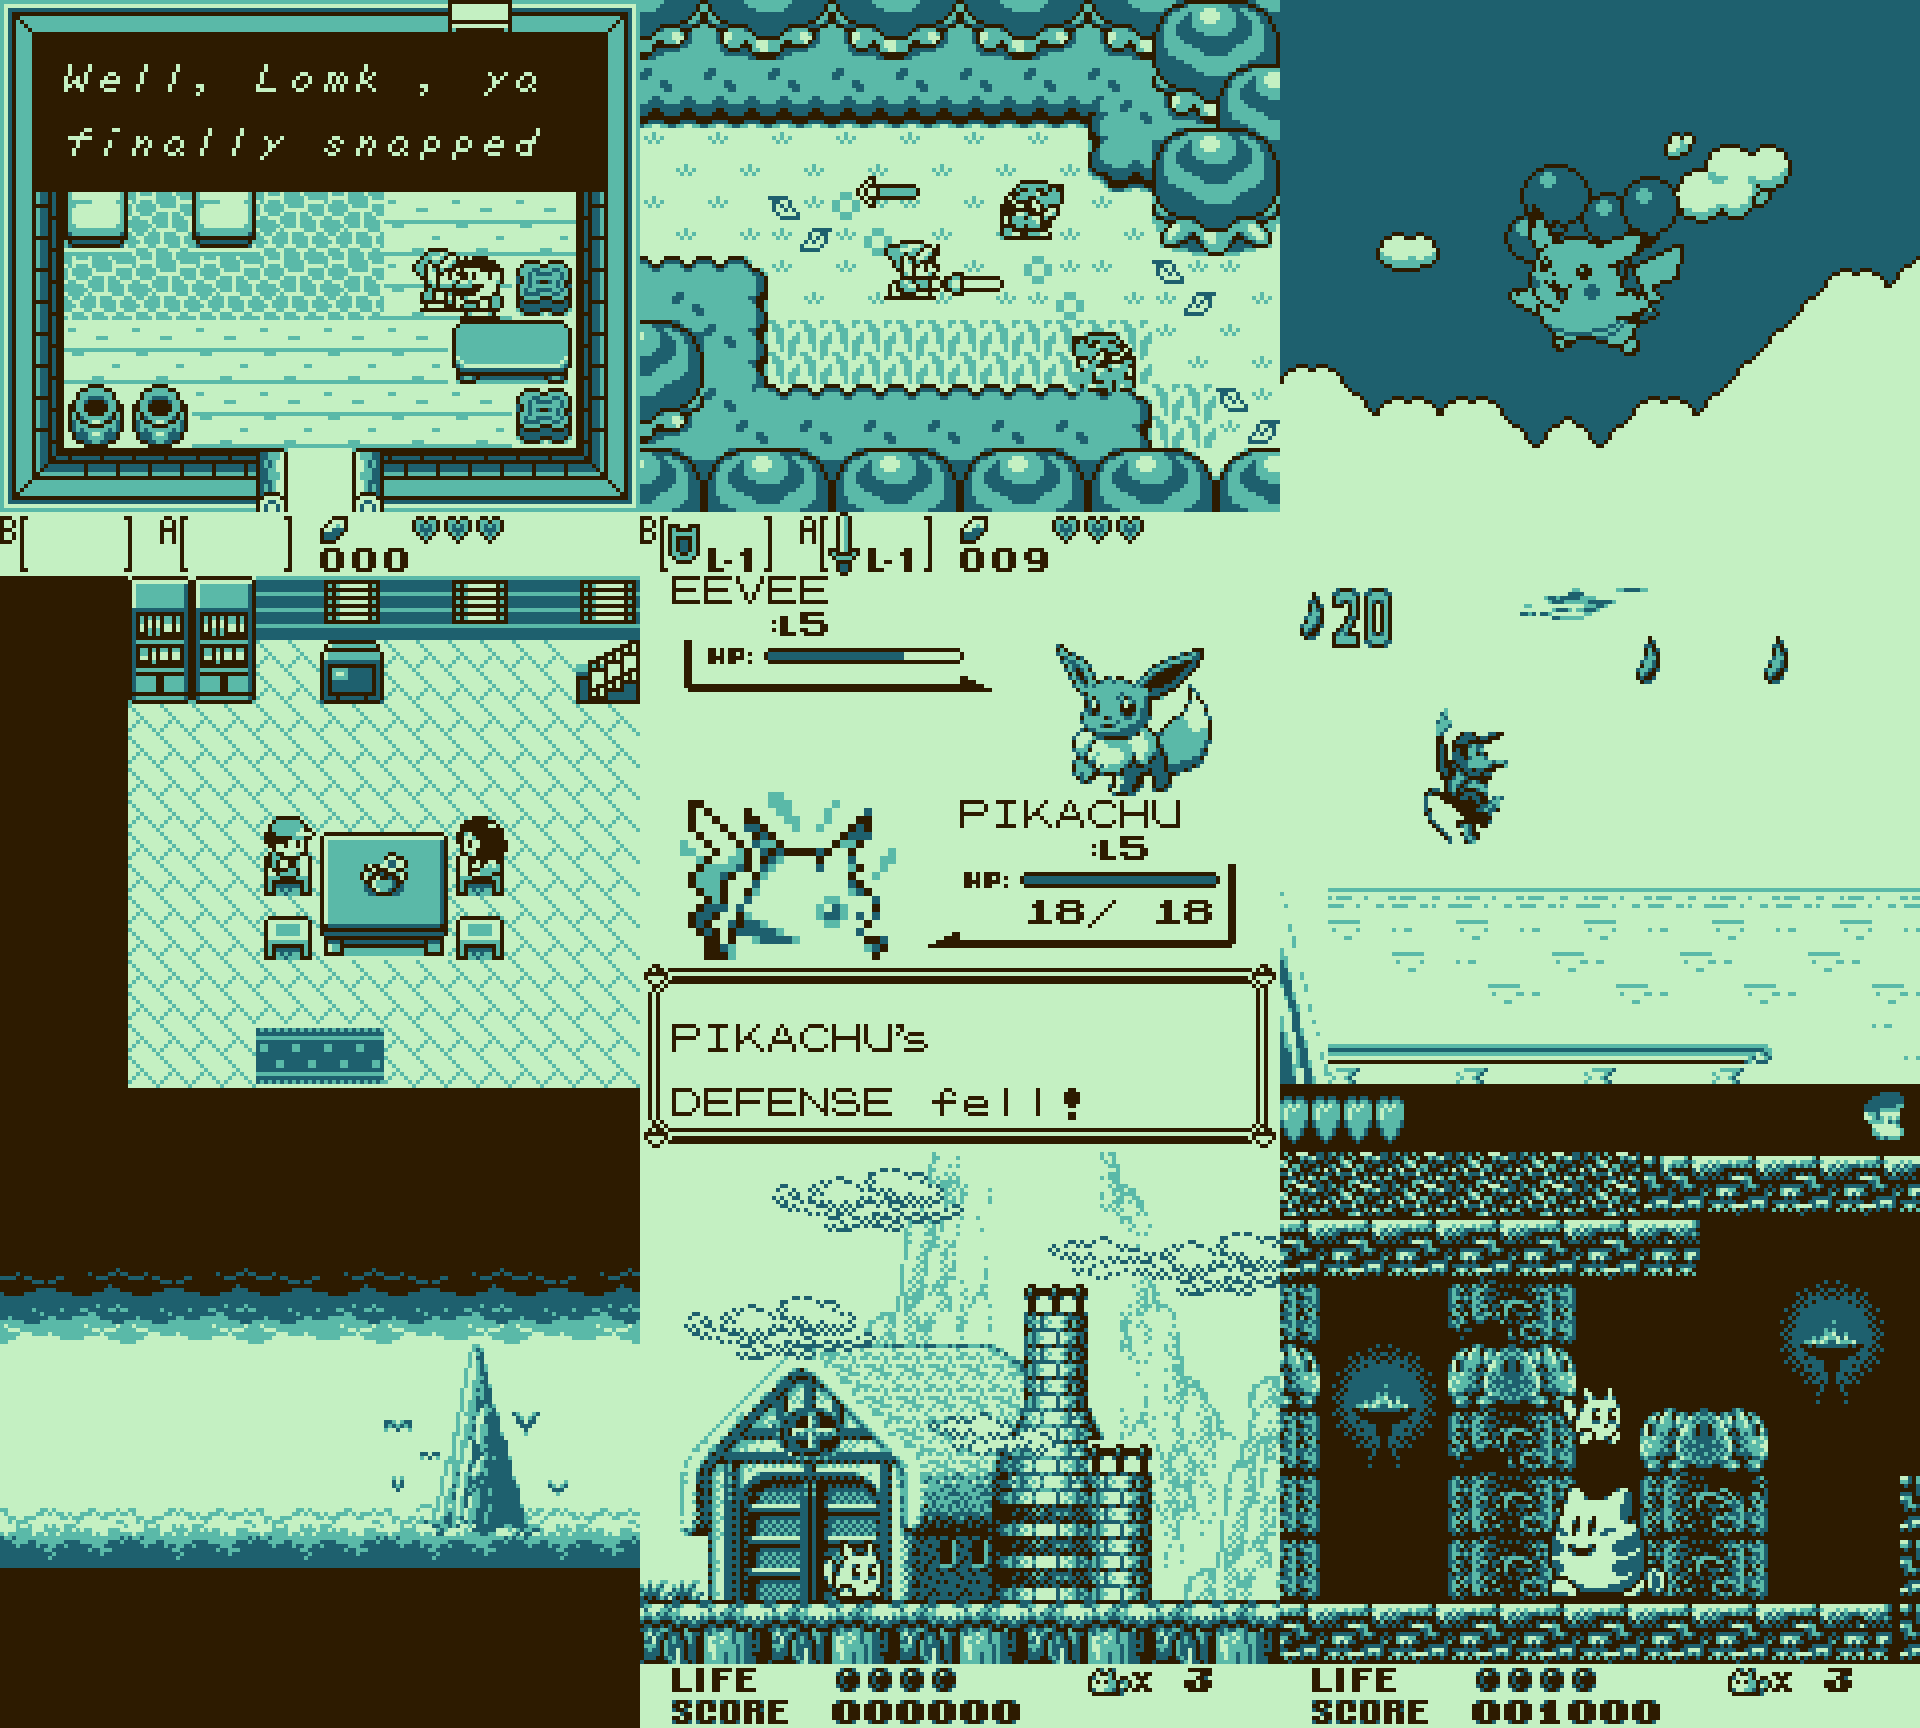 Well, Lomk , ya
finally snapped
B[ ] A[ ] 000
B[ L-1] A[ L-1] 009
EEVEE
:L5
HP:
PIKACHU
:L5
HP:
18/ 18
PIKACHU's
DEFENSE fell!
20
LIFE x 3
SCORE 000000
LIFE x 3
SCORE 001000